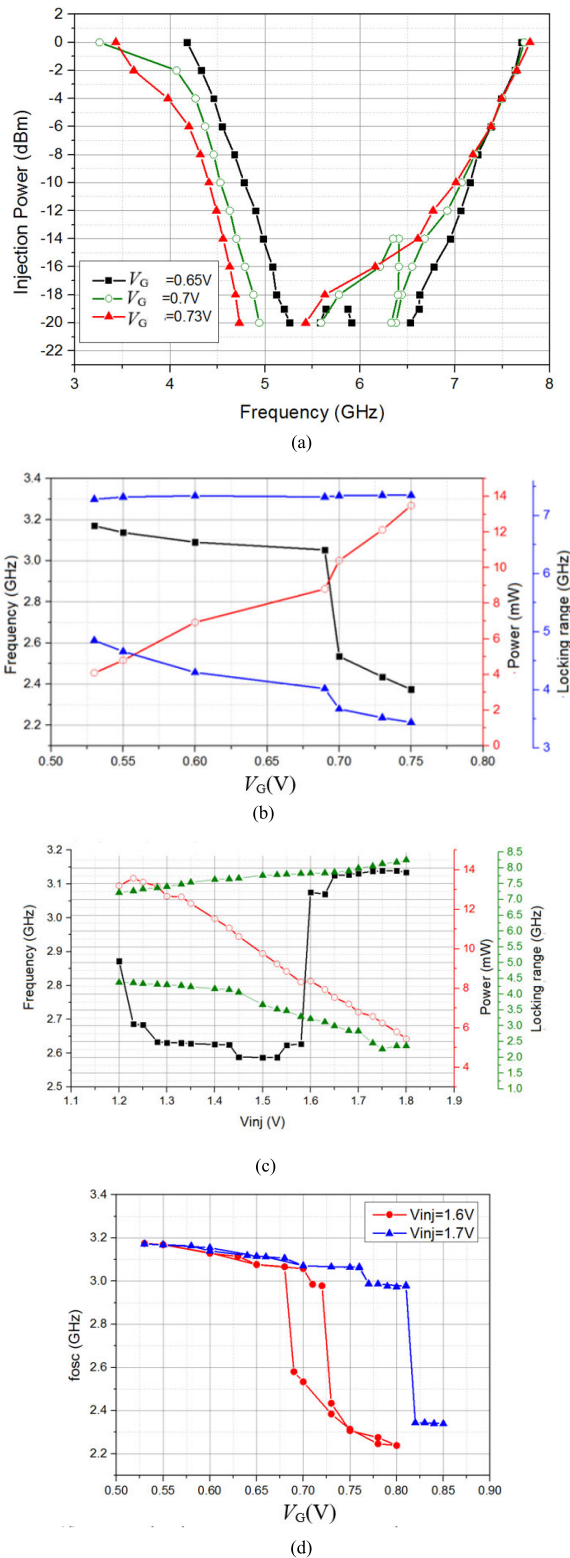 0
-2
-4
-6
-8
-10
-12
-14
-16
-18
-20
-22
Injection Power (dBm)
VG =0.65V
VG =0.7V
VG =0.73V
3 4 5 6 7 8
Frequency (GHz)
(a)
3.4
3.2
3.0
2.8
2.6
2.4
2.2
Frequency (GHz)
14
12
10
8
6
4
2
0
Power (mW)
7
6
5
4
3
Locking range (GHz)
0.50 0.55 0.60 0.65 0.70 0.75 0.80
VG(V)
(b)
3.2
3.1
3.0
2.9
2.8
2.7
2.6
2.5
Frequency (GHz)
14
12
10
8
6
4
Power (mW)
8.5
8.0
7.5
7.0
6.5
6.0
5.5
5.0
4.5
4.0
3.5
3.0
2.5
2.0
1.5
1.0
Locking range (GHz)
1.1 1.2 1.3 1.4 1.5 1.6 1.7 1.8 1.9
Vinj (V)
(c)
3.4
3.2
3.0
2.8
2.6
2.4
2.2
fosc (GHz)
Vinj=1.6V
Vinj=1.7V
0.50 0.55 0.60 0.65 0.70 0.75 0.80 0.85 0.90
VG(V)
(d)